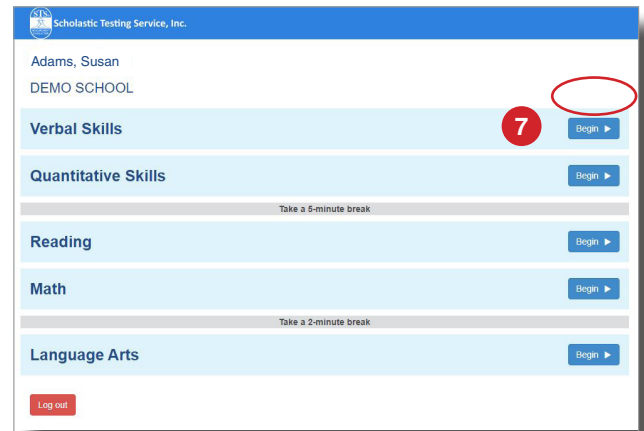 STS
Scholastic Testing Service, Inc.
Adams, Susan
DEMO SCHOOL
Verbal Skills 7 Begin
Quantitative Skills Begin
Take a 5-minute break
Reading Begin
Math Begin
Take a 2-minute break
Language Arts Begin
Log out